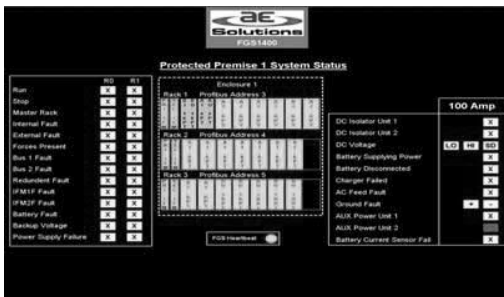 ae
Solutions
FGS1400
Protected Premise 1 System Status
R0 R1
Run X X
Stop X X
Master Rack X X
Internal Fault X X
External Fault X X
Forces Present X X
Bus 1 Fault X X
Bus 2 Fault X X
Redundent Fault X X
IFM1F Fault X X
IFM2F Fault X X
Battery Fault X X
Backup Voltage X X
Power Supply Failure X X
Enclosure 1
Rack 1 Profibus Address 3
Rack 2 Profibus Address 4
Rack 3 Profibus Address 5
FGS Heartbeat
100 Amp
DC Isolator Unit 1 X
DC Isolator Unit 2 X
DC Voltage LO HI SD
Battery Supplying Power X
Battery Disconnected X
Charger Failed X
AC Feed Fault X
Ground Fault + -
AUX Power Unit 1 X
AUX Power Unit 2
Battery Current Sensor Fail X